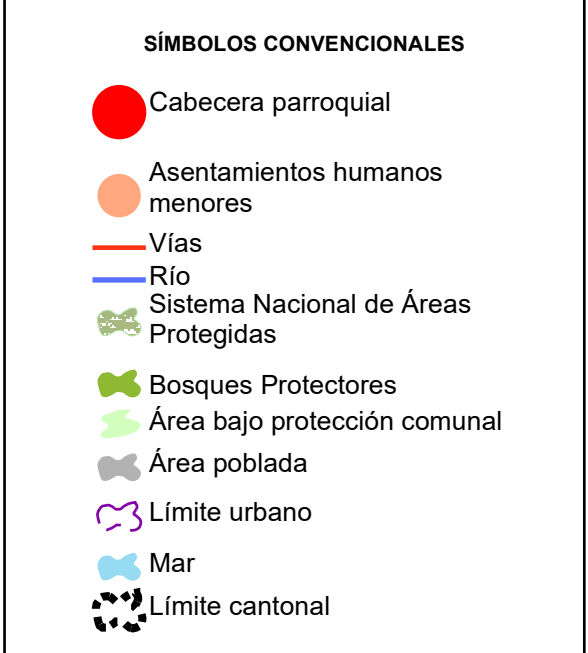 SÍMBOLOS CONVENCIONALES
Cabecera parroquial
Asentamientos humanos
menores
Vías
Río
Sistema Nacional de Áreas
Protegidas
Bosques Protectores
Área bajo protección comunal
Área poblada
Límite urbano
Mar
Límite cantonal